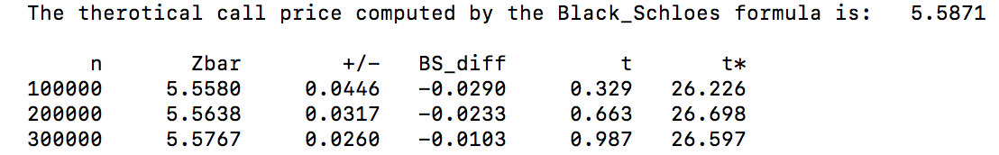 The therotical call price computed by the Black_Schloes formula is:   5.5871
n Zbar +/- BS_diff t t*
100000 5.5580 0.0446 -0.0290 0.329 26.226
200000 5.5638 0.0317 -0.0233 0.663 26.698
300000 5.5767 0.0260 -0.0103 0.987 26.597